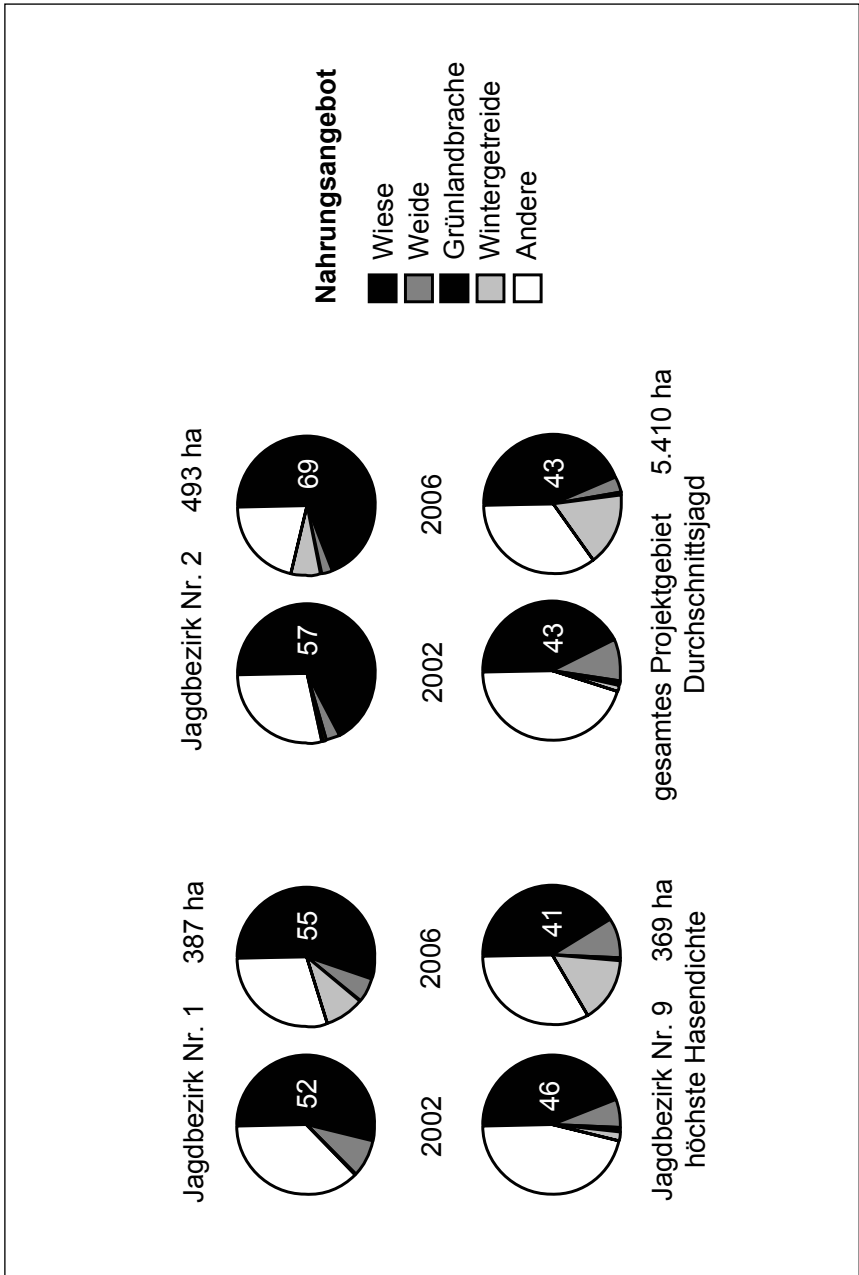 Jagdbezirk Nr. 1 387 ha
52
55
2002
2006
Jagdbezirk Nr. 2 493 ha
57
69
2002
2006
46
41
Jagdbezirk Nr. 9 369 ha
höchste Hasendichte
43
43
gesamtes Projektgebiet 5.410 ha
Durchschnittsjagd
Nahrungsangebot
Wiese
Weide
Grünlandbrache
Wintergetreide
Andere